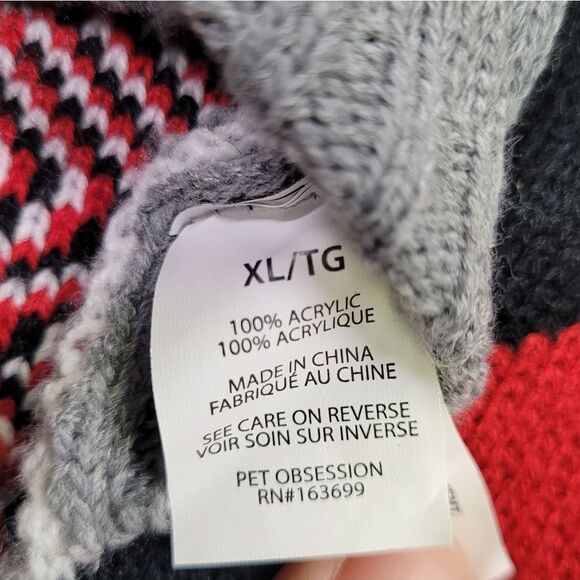 XL/TG
100% ACRYLIC
100% ACRYLIQUE
MADE IN CHINA
FABRIQUÉ AU CHINE
SEE CARE ON REVERSE
VOIR SOIN SUR INVERSE
PET OBSESSION
RN#163699